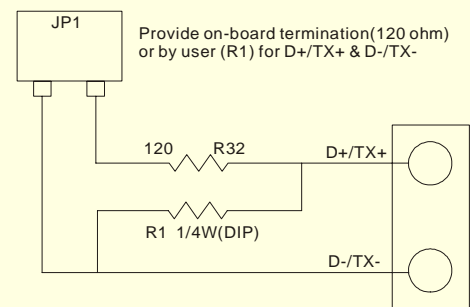 JP1
Provide on-board termination(120 ohm)
or by user (R1) for D+/TX+ & D-/TX-
120 R32
D+/TX+
R1 1/4W(DIP)
D-/TX-